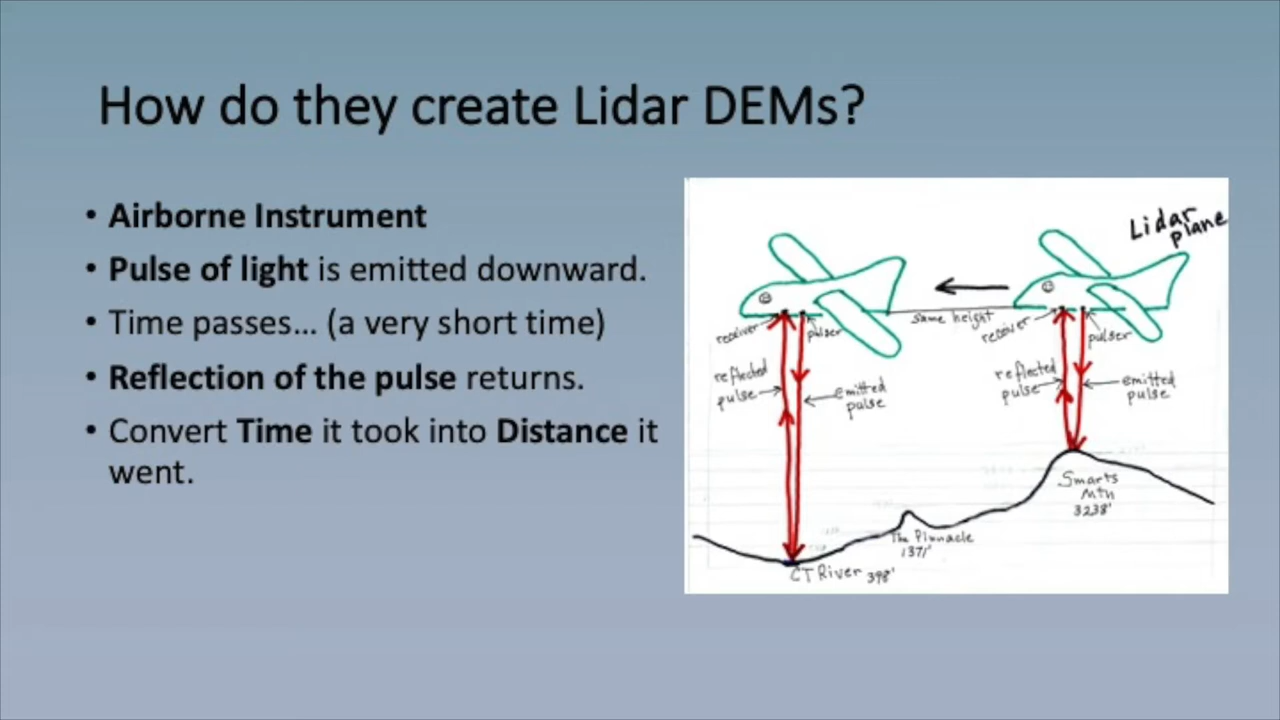 How do they create Lidar DEMs?
• Airborne Instrument
• Pulse of light is emitted downward.
• Time passes... (a very short time)
• Reflection of the pulse returns.
• Convert Time it took into Distance it
went.
Lidar
plane
same height
receiver
pulser
receiver
pulser
reflected
pulse
emitted
pulse
reflected
pulse
emitted
pulse
Smarts
Mtn
3238'
The Pinnacle
1371'
CT River 398'